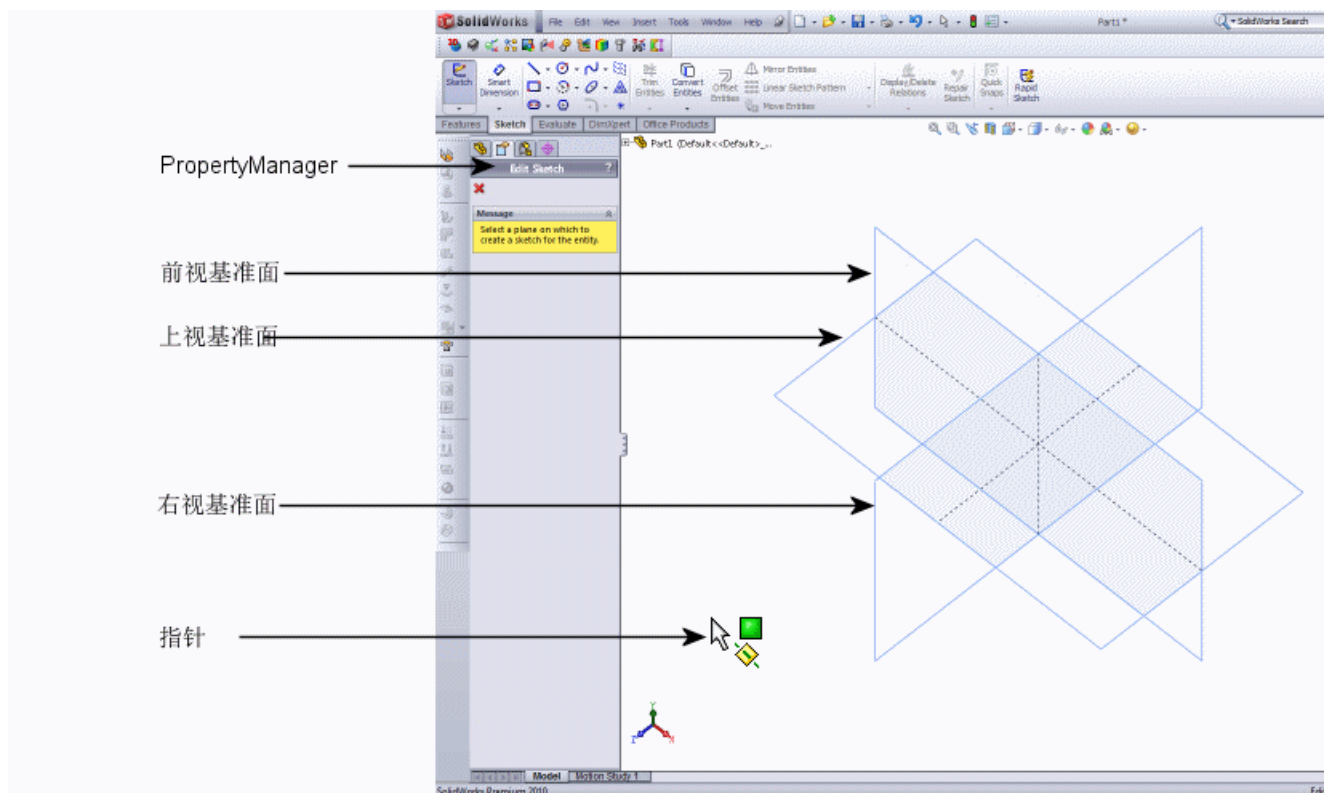 SolidWorks File Edit View Insert Tools Window Help Part1 * SolidWorks Search
Sketch Smart Dimension Trim Entities Convert Entities Offset Entities Mirror Entities
Linear Sketch Pattern
Move Entities
Display/Delete Relations Repair Sketch Quick Snaps Rapid Sketch
Features Sketch Evaluate DimXpert Office Products
Part1 (Default<<Default>_...
PropertyManager
Edit Sketch ?
Message
Select a plane on which to
create a sketch for the entity.
前视基准面
上视基准面
右视基准面
指针
Y
Z X
Model Motion Study 1
SolidWorks Premium 2010